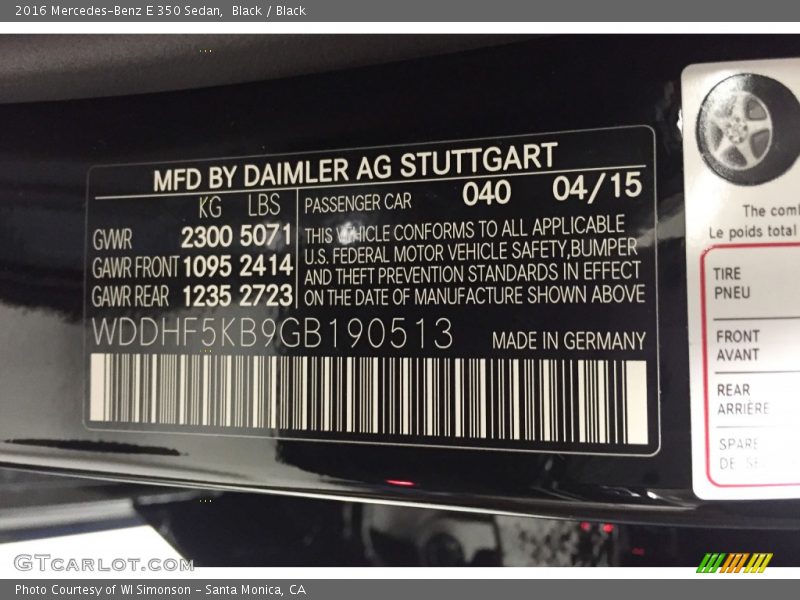 2016 Mercedes-Benz E 350 Sedan, Black / Black
MFD BY DAIMLER AG STUTTGART
KG LBS
GWR 2300 5071
GAWR FRONT 1095 2414
GAWR REAR 1235 2723
PASSENGER CAR 040 04/15
THIS VEHICLE CONFORMS TO ALL APPLICABLE
U.S. FEDERAL MOTOR VEHICLE SAFETY,BUMPER
AND THEFT PREVENTION STANDARDS IN EFFECT
ON THE DATE OF MANUFACTURE SHOWN ABOVE
WDDHF5KB9GB190513
MADE IN GERMANY
The
Le poids total
TIRE
PNEU
FRONT
AVANT
REAR
ARRIÈRE
SPARE
DE
GTCARLOT.COM
Photo Courtesy of WI Simonson - Santa Monica, CA